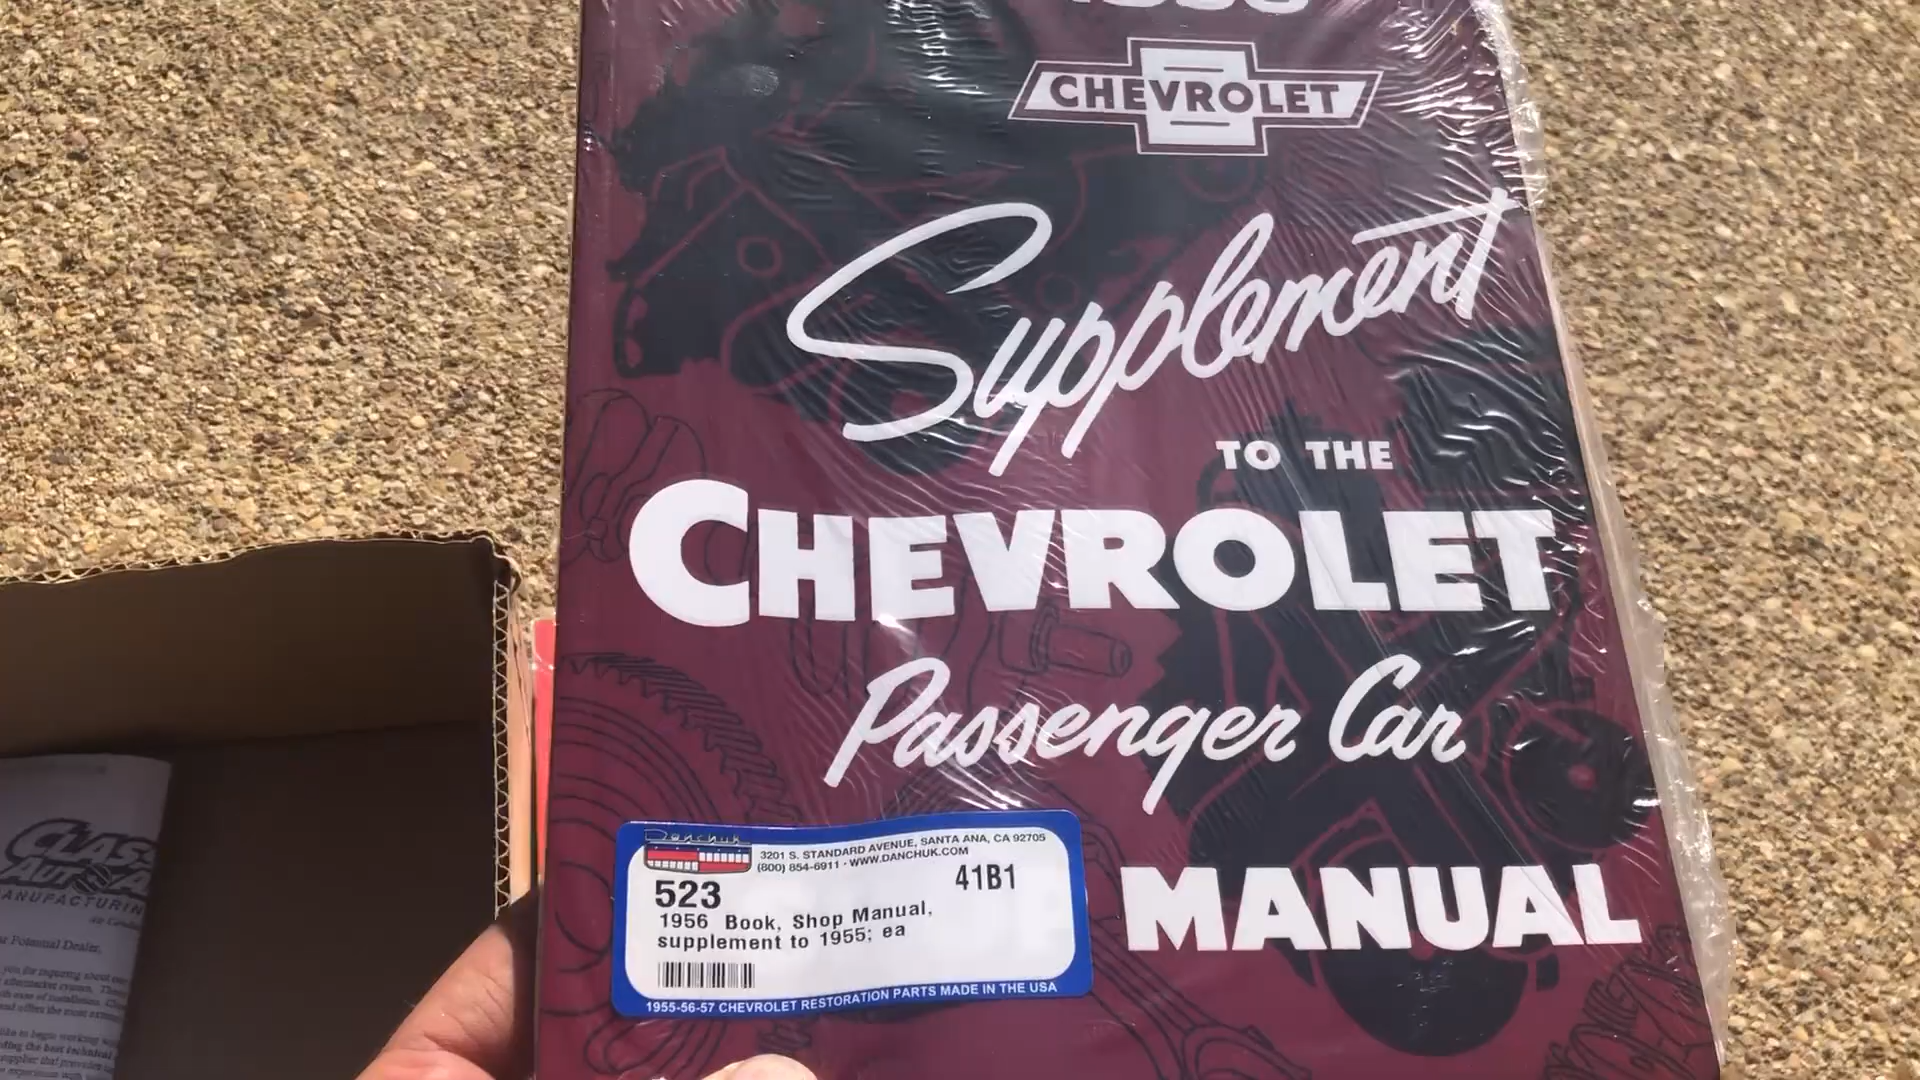 CHEVROLET
Supplement
TO THE
CHEVROLET
Passenger Car
MANUAL
Danchuk
3201 S. STANDARD AVENUE, SANTA ANA, CA 92705
(800) 854-6911 - WWW.DANCHUK.COM
523
41B1
1956 Book, Shop Manual,
supplement to 1955; ea
1955-56-57 CHEVROLET RESTORATION PARTS MADE IN THE USA
Potential Dealer,